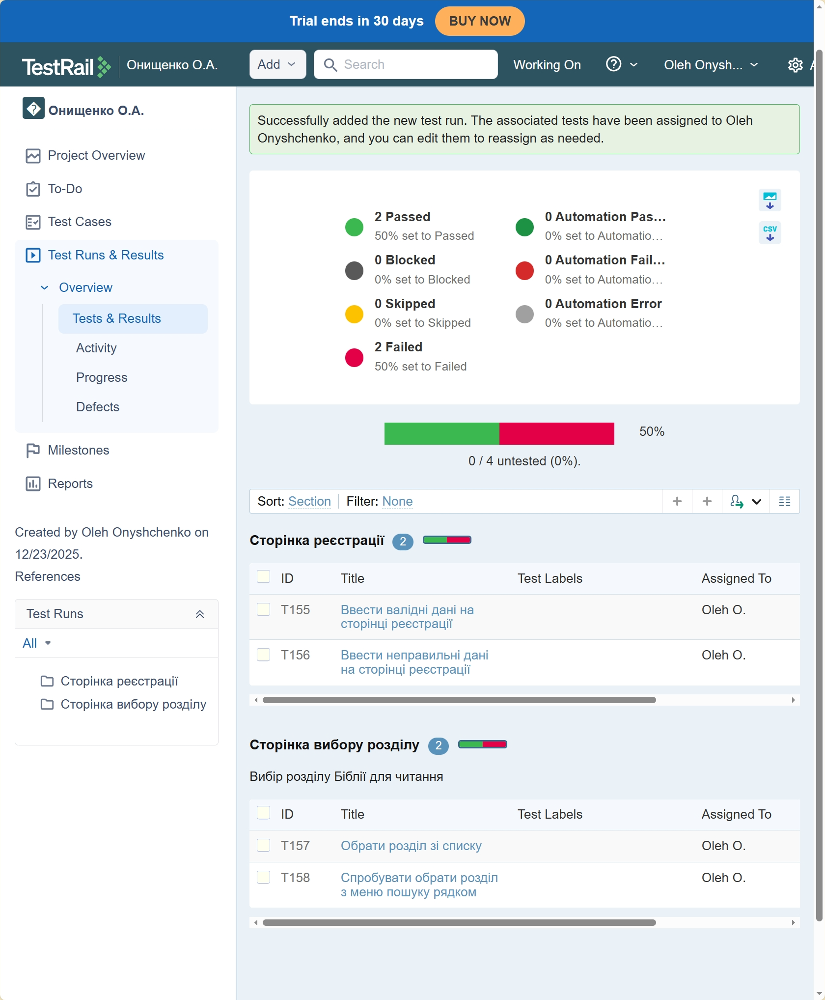 Trial ends in 30 days
BUY NOW
TestRail
Онищенко О.А.
Add
Search
Working On
Oleh Onysh...
Онищенко О.А.
Project Overview
To-Do
Test Cases
Test Runs & Results
Overview
Tests & Results
Activity
Progress
Defects
Milestones
Reports
Created by Oleh Onyshchenko on
12/23/2025.
References
Test Runs
All
Сторінка реєстрації
Сторінка вибору розділу
Successfully added the new test run. The associated tests have been assigned to Oleh
Onyshchenko, and you can edit them to reassign as needed.
2 Passed
50% set to Passed
0 Blocked
0% set to Blocked
0 Skipped
0% set to Skipped
2 Failed
50% set to Failed
0 Automation Pas...
0% set to Automatio...
0 Automation Fail...
0% set to Automatio...
0 Automation Error
0% set to Automatio...
CSV
50%
0 / 4 untested (0%).
Sort: Section Filter: None
Сторінка реєстрації 2
ID Title Test Labels Assigned To
T155 Ввести валідні дані на Oleh O.
сторінці реєстрації
T156 Ввести неправильні дані Oleh O.
на сторінці реєстрації
Сторінка вибору розділу 2
Вибір розділу Біблії для читання
ID Title Test Labels Assigned To
T157 Обрати розділ зі списку Oleh O.
T158 Спробувати обрати розділ Oleh O.
з меню пошуку рядком